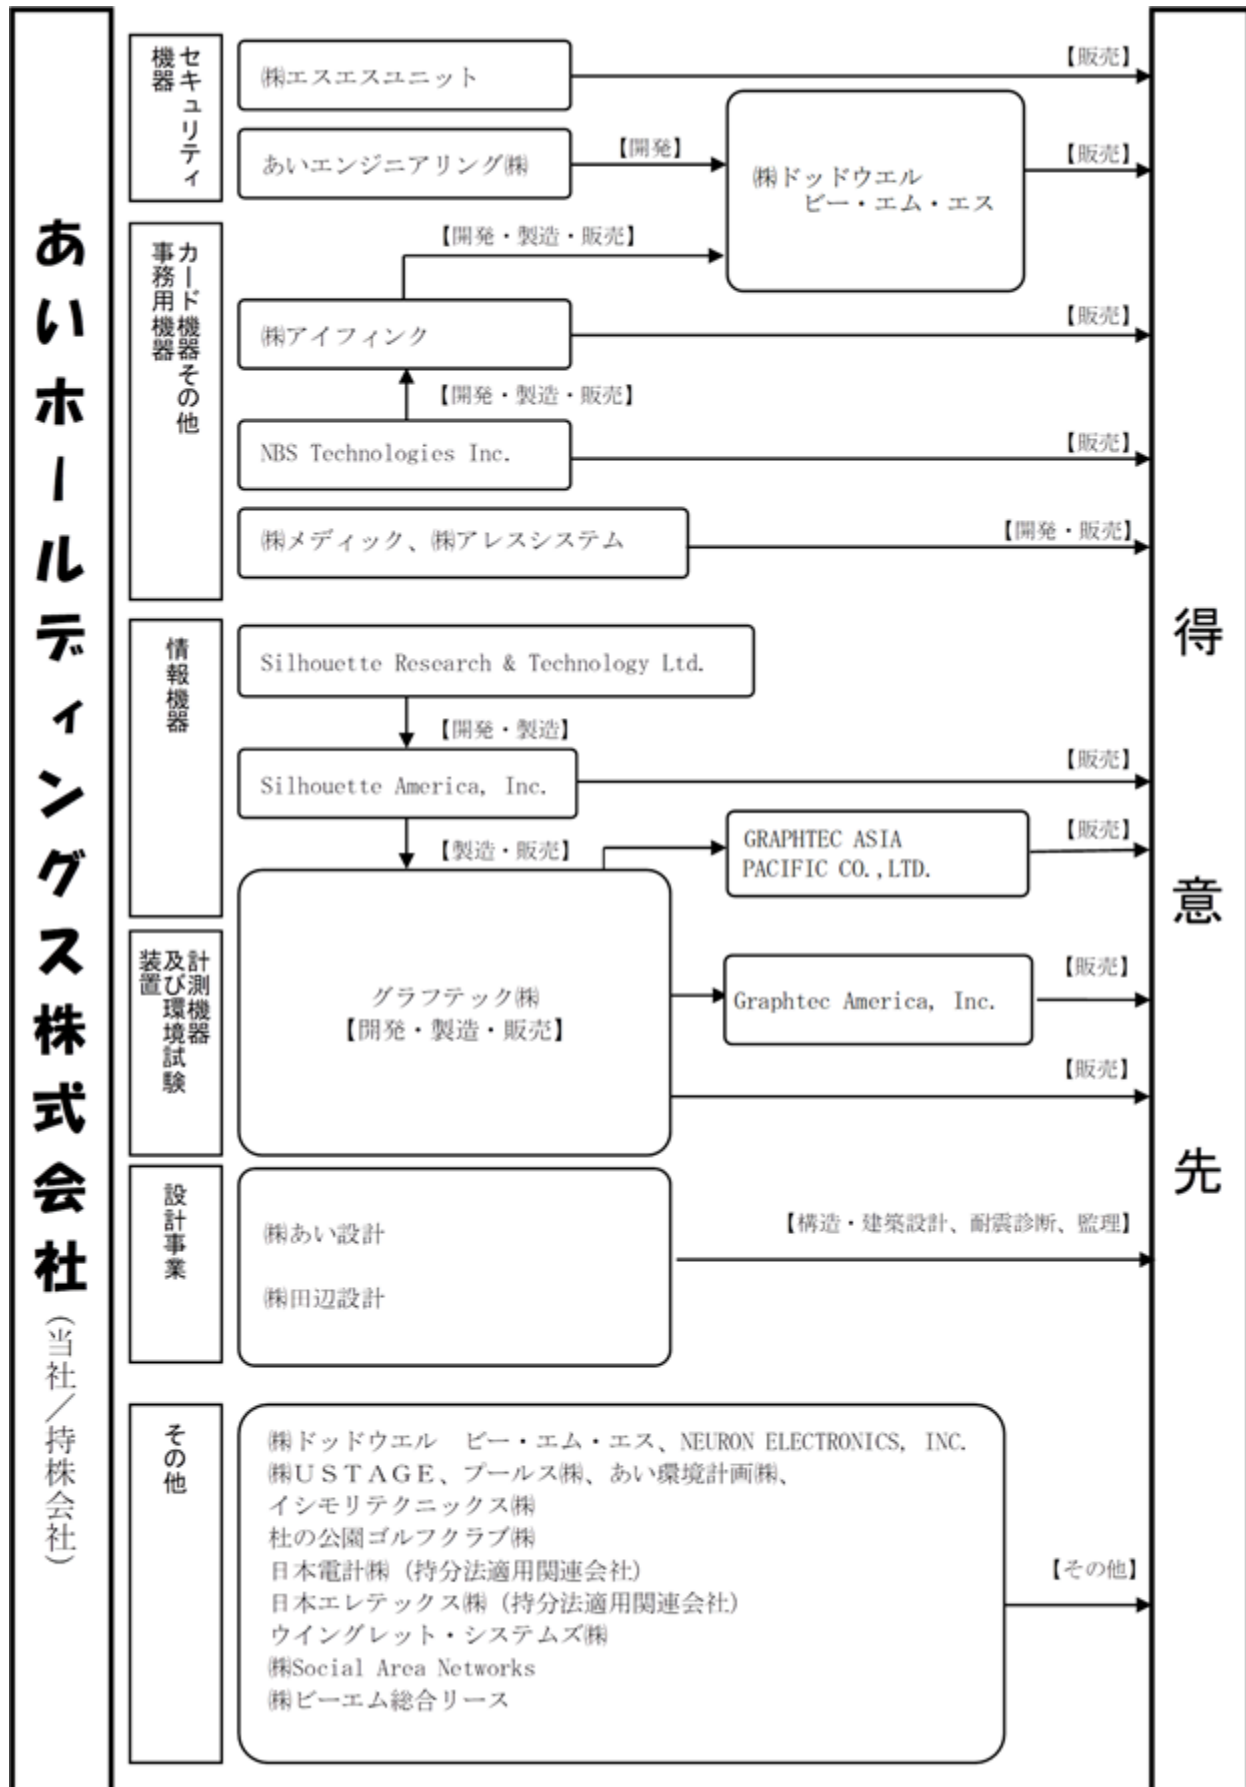 あいホールディングス株式会社(当社/持株会社)
セキュリティ
機器
㈱エスエスユニット
【販売】
あいエンジニアリング㈱
【開発】
㈱ドッドウエル
ビー・エム・エス
【販売】
カード機器その他
事務用機器
【開発・製造・販売】
㈱アイフィンク
【販売】
【開発・製造・販売】
NBS Technologies Inc.
【販売】
㈱メディック、㈱アレスシステム
【開発・販売】
情報機器
Silhouette Research & Technology Ltd.
【開発・製造】
Silhouette America, Inc.
【販売】
【製造・販売】
GRAPHTEC ASIA
PACIFIC CO.,LTD.
【販売】
計測機器
及び環境試験
装置
グラフテック㈱
【開発・製造・販売】
Graphtec America, Inc.
【販売】
【販売】
設計事業
㈱あい設計
㈱田辺設計
【構造・建築設計、耐震診断、監理】
その他
㈱ドッドウエル　ビー・エム・エス、NEURON ELECTRONICS, INC.
㈱ＵＳＴＡＧＥ、プールス㈱、あい環境計画㈱、
イシモリテクニックス㈱
杜の公園ゴルフクラブ㈱
日本電計㈱（持分法適用関連会社）
日本エレテックス㈱（持分法適用関連会社）
ウイングレット・システムズ㈱
㈱Social Area Networks
㈱ビーエム総合リース
【その他】
得意先